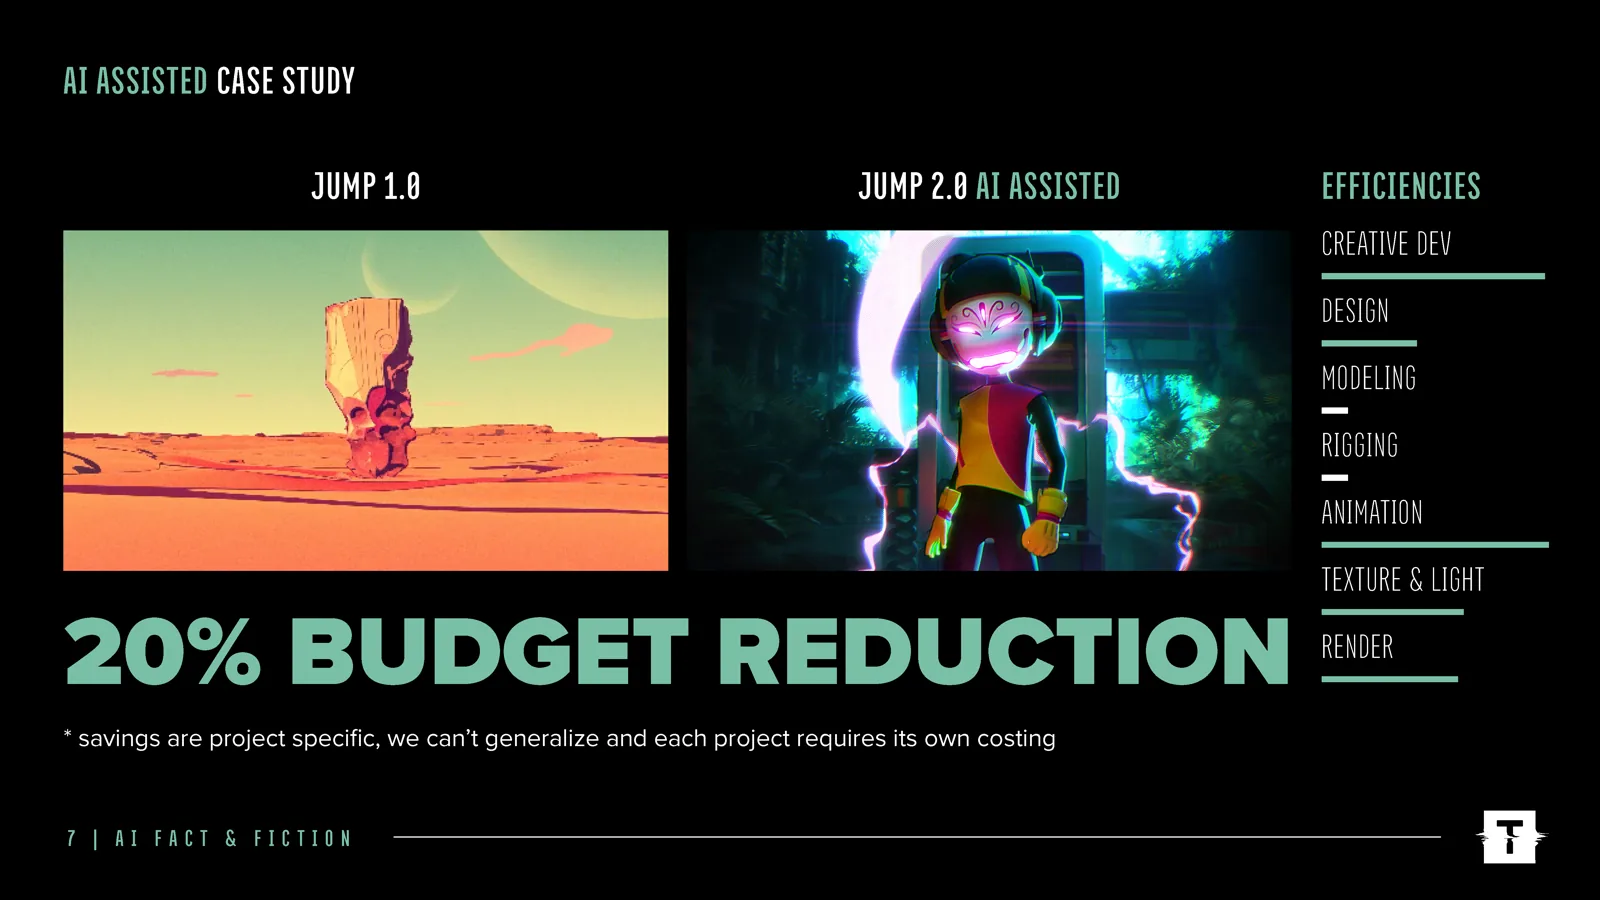 AI ASSISTED CASE STUDY
JUMP 1.0
JUMP 2.0 AI ASSISTED
EFFICIENCIES
CREATIVE DEV
DESIGN
MODELING
RIGGING
ANIMATION
TEXTURE & LIGHT
RENDER
20% BUDGET REDUCTION
* savings are project specific, we can’t generalize and each project requires its own costing
7 | AI FACT & FICTION
T